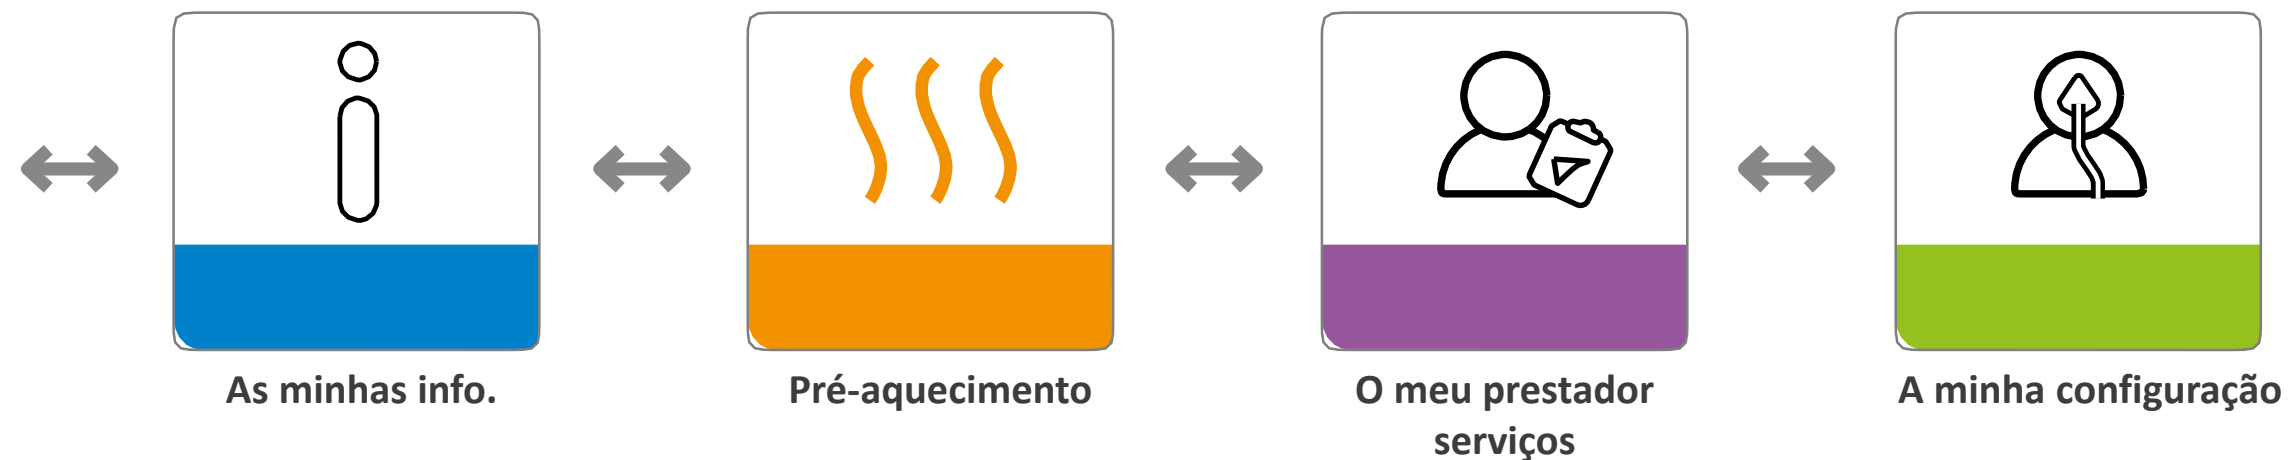 As minhas info.
Pré-aquecimento
O meu prestador
serviços
A minha configuração